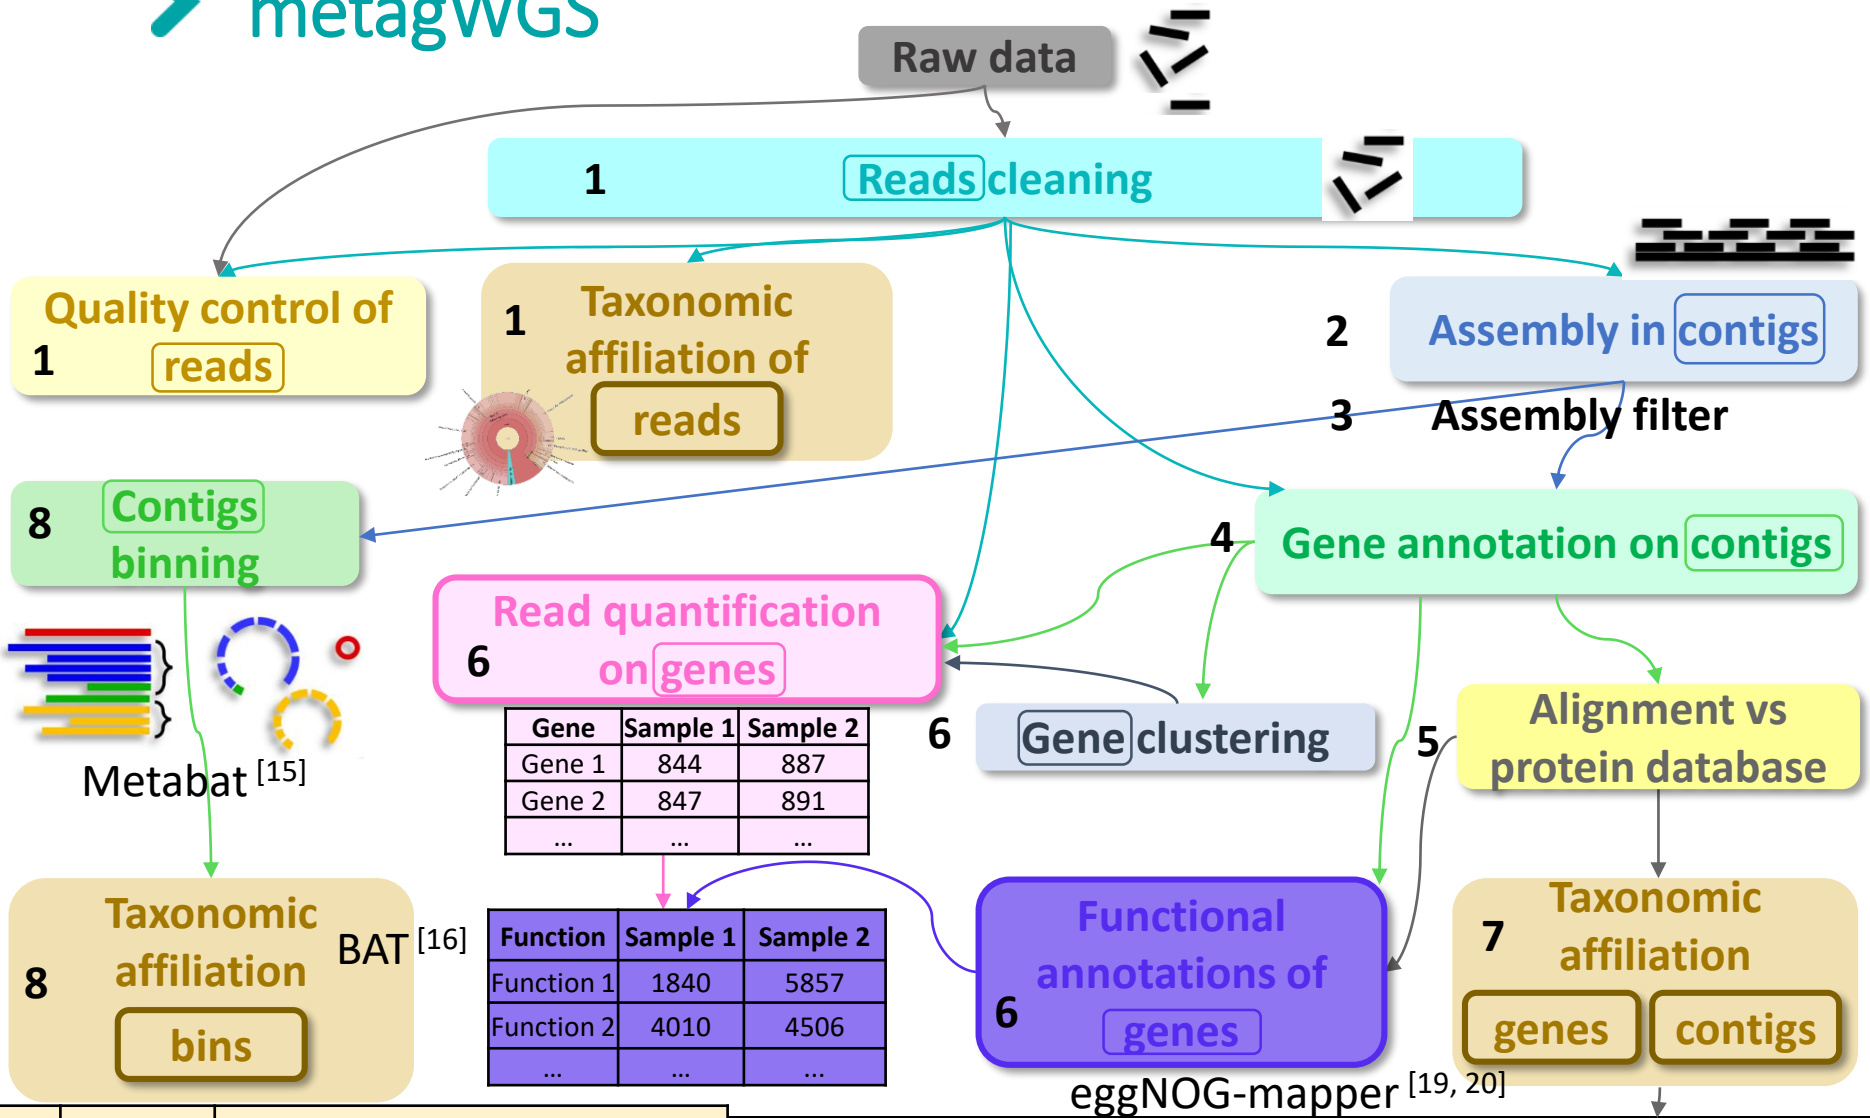 metagWGS
Raw data
1 Reads cleaning
Quality control of
1 reads
1 Taxonomic
affiliation of
reads
2 Assembly in contigs
3 Assembly filter
8 Contigs
binning
4 Gene annotation on contigs
Read quantification
6 on genes
Metabat [15]
Gene Sample 1 Sample 2
Gene 1 844 887
Gene 2 847 891
... ... ...
6 Gene clustering
5 Alignment vs
protein database
Taxonomic
affiliation
8 bins
BAT [16]
Function Sample 1 Sample 2
Function 1 1840 5857
Function 2 4010 4506
... ... ...
Functional
annotations of
6 genes
eggNOG-mapper [19, 20]
7 Taxonomic
affiliation
genes contigs